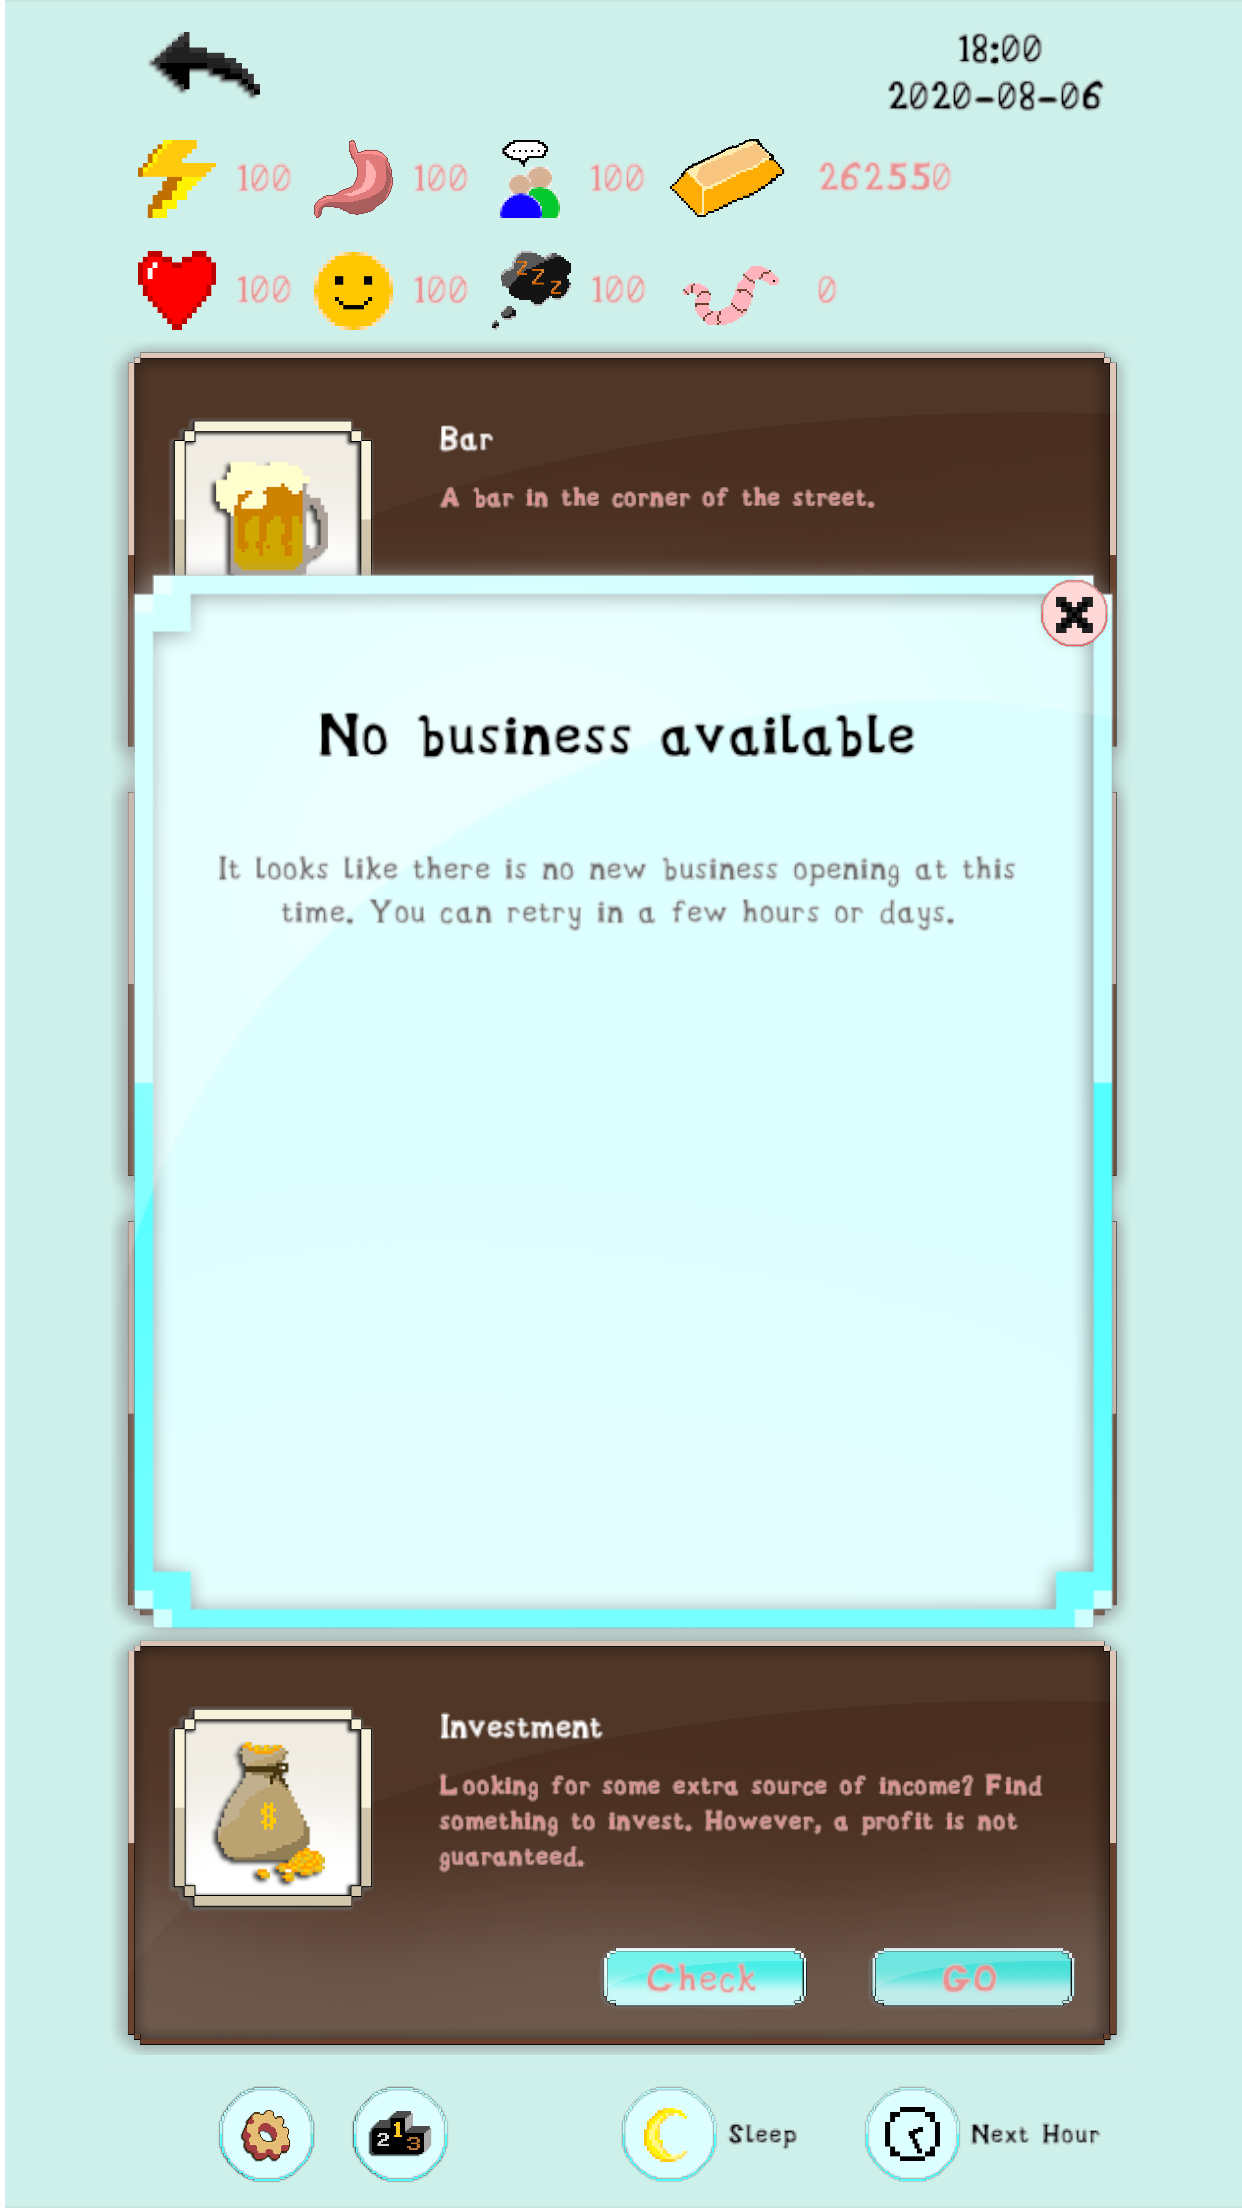 18:00
2020-08-06
100 100 100 262550
100 100 100 0
Bar
A bar in the corner of the street.
No business available
It looks like there is no new business opening at this
time. You can retry in a few hours or days.
Investment
Looking for some extra source of income? Find
something to invest. However, a profit is not
guaranteed.
Check GO
Sleep Next Hour